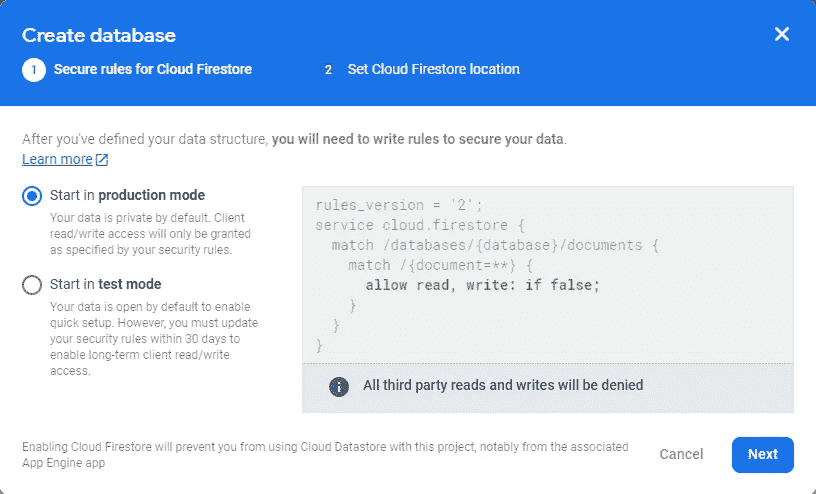 Create database
1 Secure rules for Cloud Firestore 2 Set Cloud Firestore location
After you've defined your data structure, you will need to write rules to secure your data.
Learn more
Start in production mode
Your data is private by default. Client
read/write access will only be granted
as specified by your security rules.
Start in test mode
Your data is open by default to enable
quick setup. However, you must update
your security rules within 30 days to
enable long-term client read/write
access.
rules_version = '2';
service cloud.firestore {
match /databases/{database}/documents {
match /{document=**} {
allow read, write: if false;
}
}
}
All third party reads and writes will be denied
Enabling Cloud Firestore will prevent you from using Cloud Datastore with this project, notably from the associated
App Engine app
Cancel Next